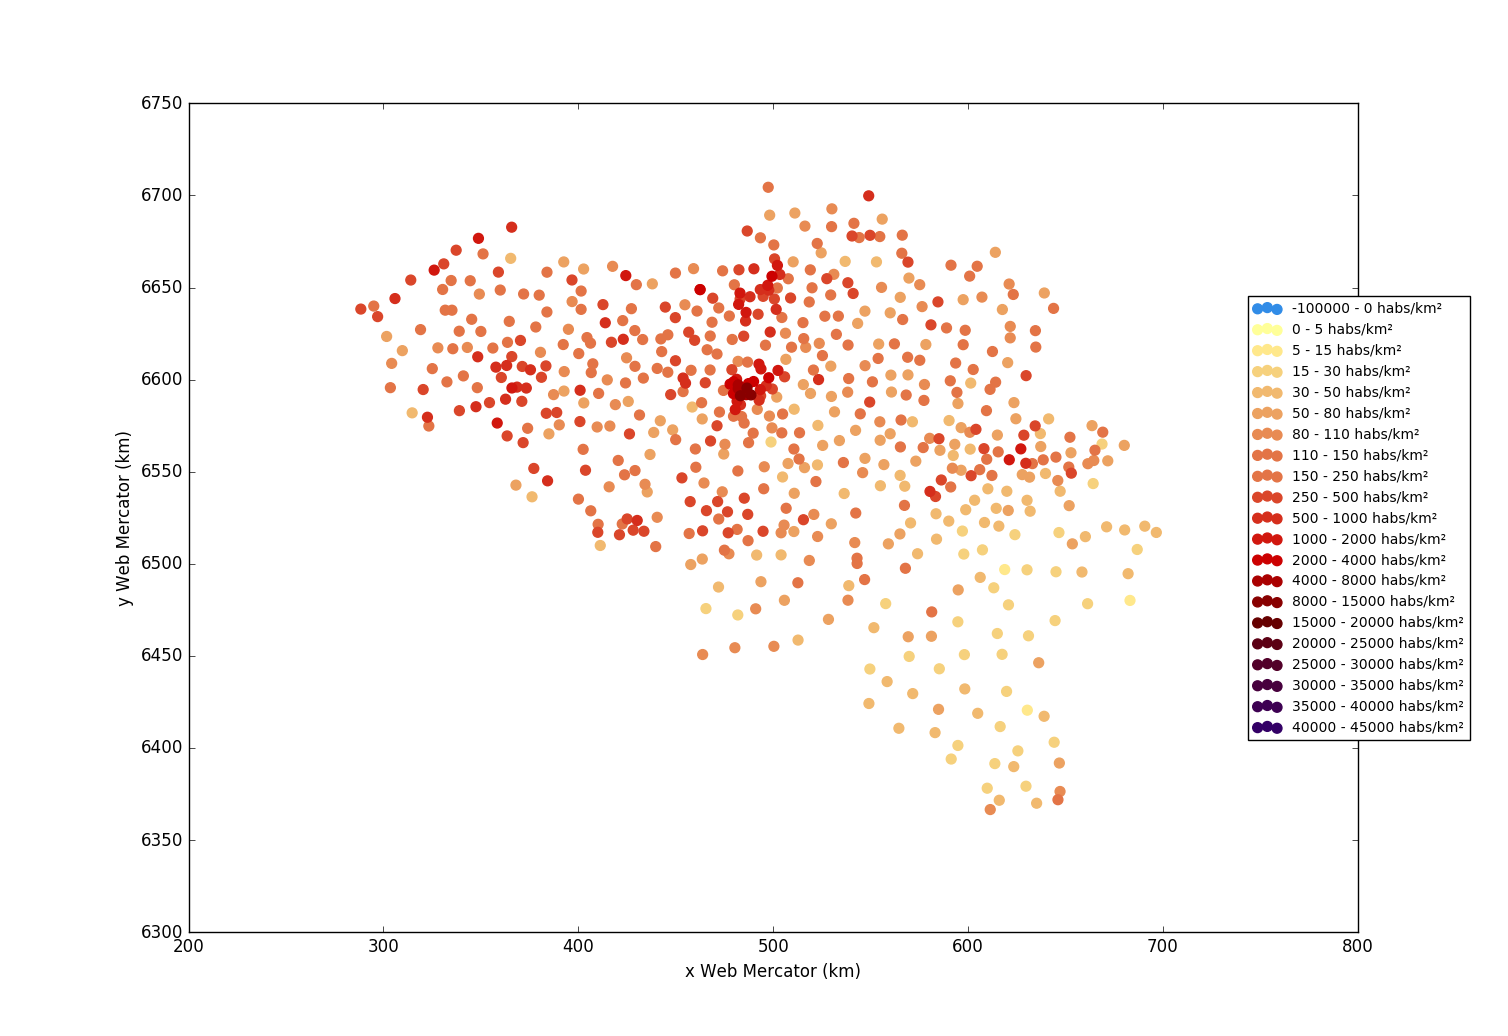 6750
6700
6650
6600
6550
6500
6450
6400
6350
6300
y Web Mercator (km)
200 300 400 500 600 700 800
x Web Mercator (km)
-100000 - 0 habs/km²
0 - 5 habs/km²
5 - 15 habs/km²
15 - 30 habs/km²
30 - 50 habs/km²
50 - 80 habs/km²
80 - 110 habs/km²
110 - 150 habs/km²
150 - 250 habs/km²
250 - 500 habs/km²
500 - 1000 habs/km²
1000 - 2000 habs/km²
2000 - 4000 habs/km²
4000 - 8000 habs/km²
8000 - 15000 habs/km²
15000 - 20000 habs/km²
20000 - 25000 habs/km²
25000 - 30000 habs/km²
30000 - 35000 habs/km²
35000 - 40000 habs/km²
40000 - 45000 habs/km²